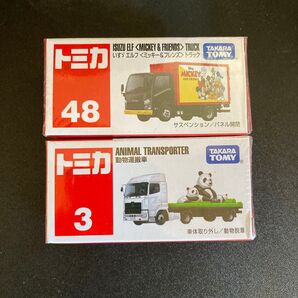 トミカ
48
ISUZU ELF <MICKEY & FRIENDS> TRUCK
いすゞエルフ<ミッキー&フレンズ>トラック
TAKARA
TOMY
MICKEY
サスペンション/パネル開閉
トミカ
3
ANIMAL TRANSPORTER
動物運搬車
TAKARA
TOMY
車体取り外し/動物脱着